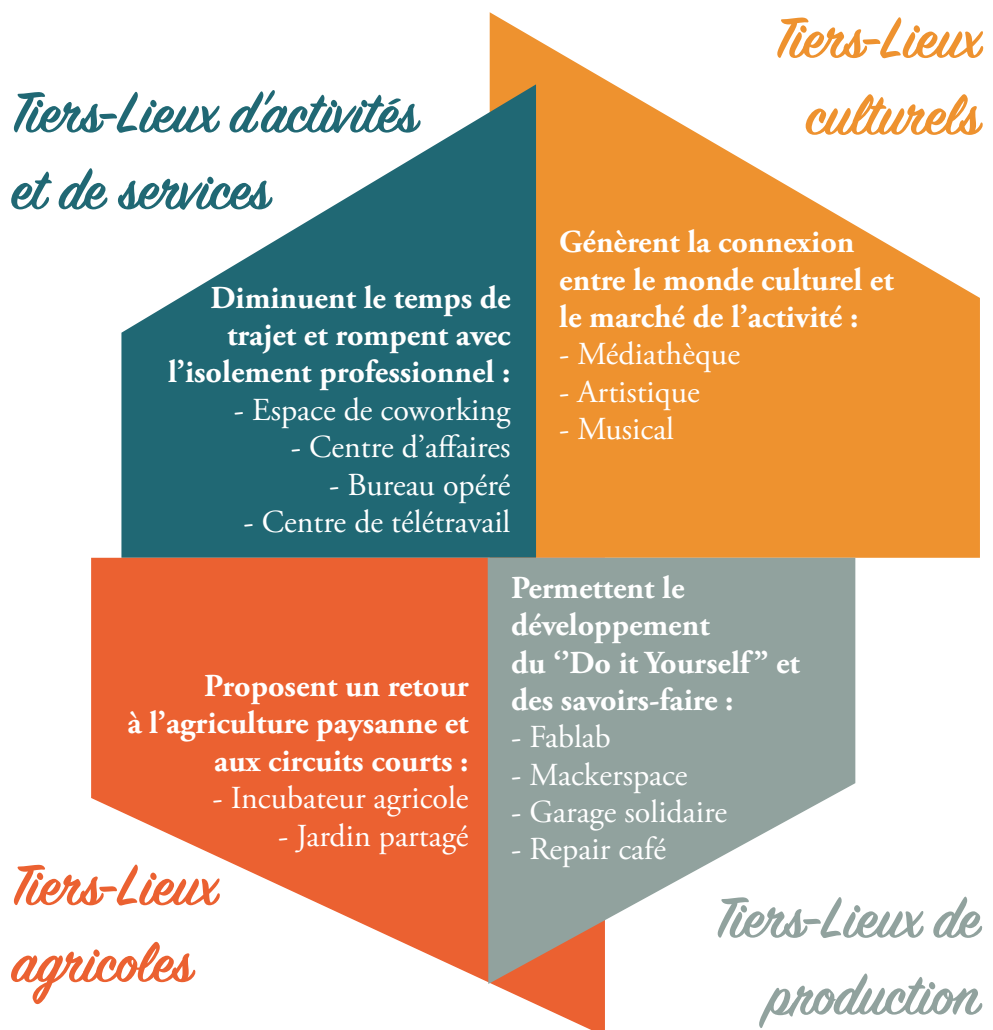 Tiers-Lieux d'activités
et de services
Diminuent le temps de
trajet et rompent avec
l’isolement professionnel :
- Espace de coworking
- Centre d’affaires
- Bureau opéré
- Centre de télétravail
Tiers-Lieux
culturels
Génèrent la connexion
entre le monde culturel et
le marché de l’activité :
- Médiathèque
- Artistique
- Musical
Proposent un retour
à l’agriculture paysanne et
aux circuits courts :
- Incubateur agricole
- Jardin partagé
Tiers-Lieux
agricoles
Permettent le
développement
du ‘’Do it Yourself’’ et
des savoirs-faire :
- Fablab
- Mackerspace
- Garage solidaire
- Repair café
Tiers-Lieux de
production